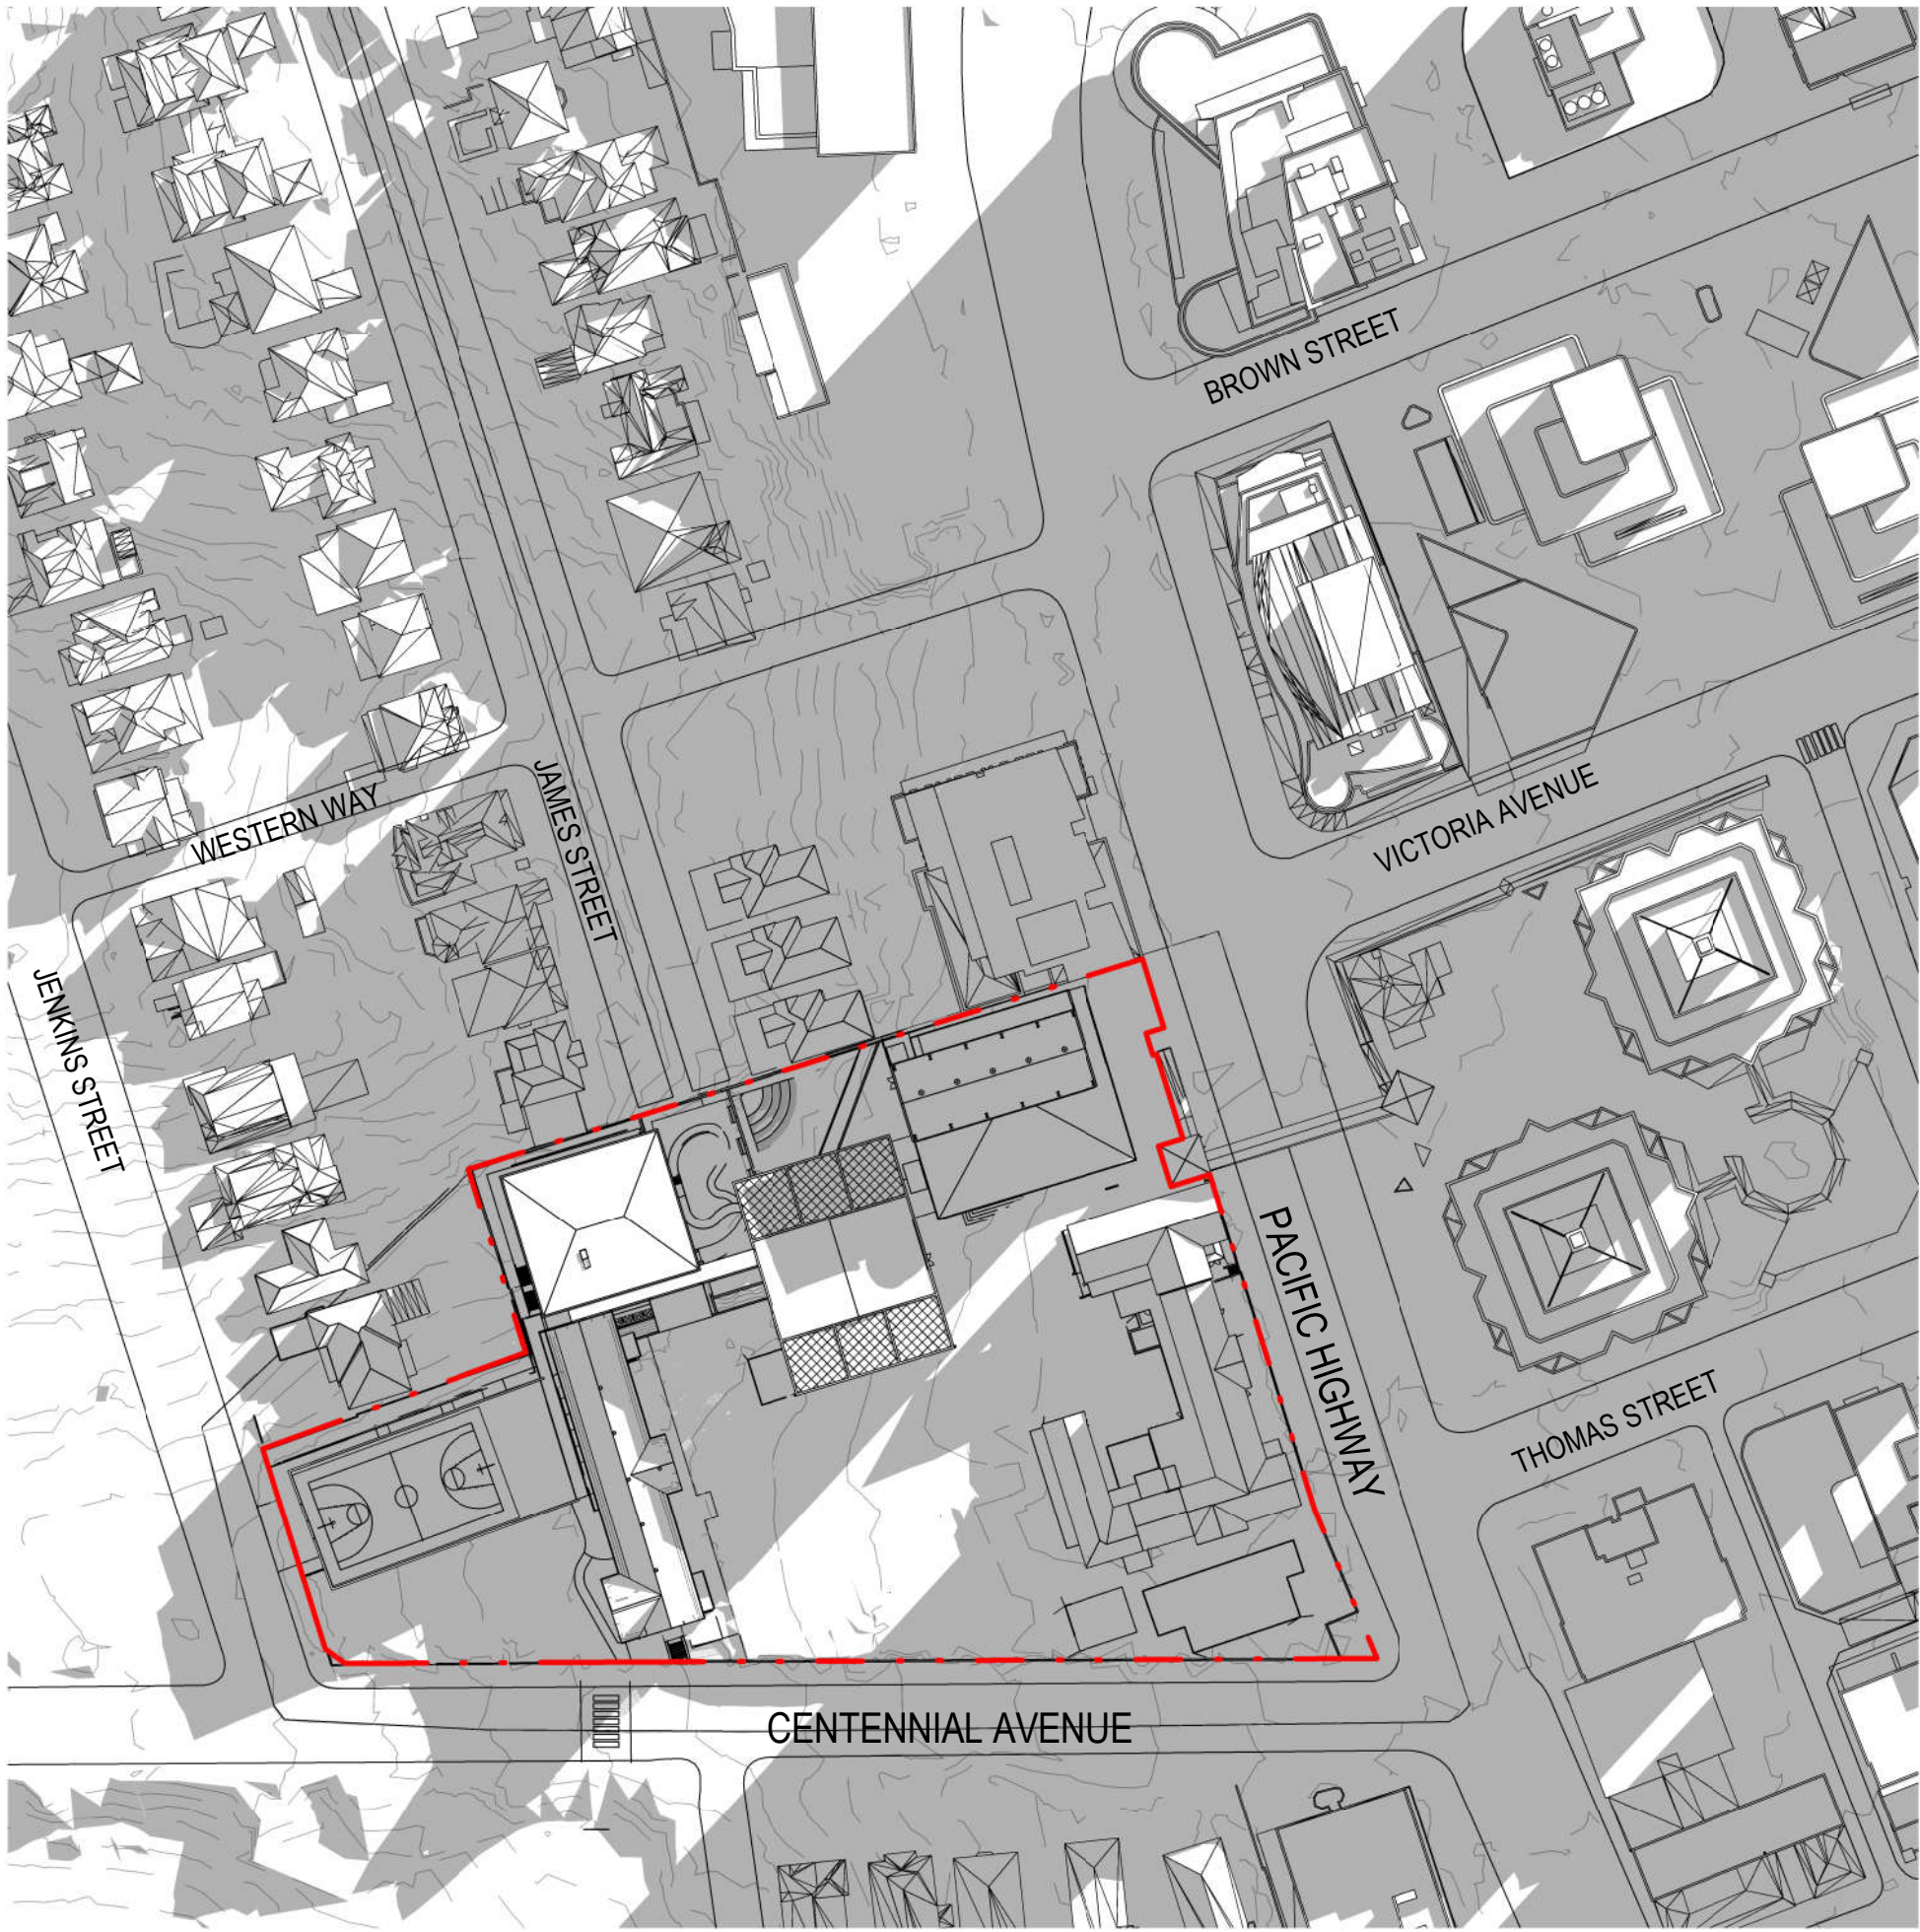 BROWN STREET
VICTORIA AVENUE
WESTERN WAY
JAMES STREET
JENKINS STREET
PACIFIC HIGHWAY
THOMAS STREET
CENTENNIAL AVENUE